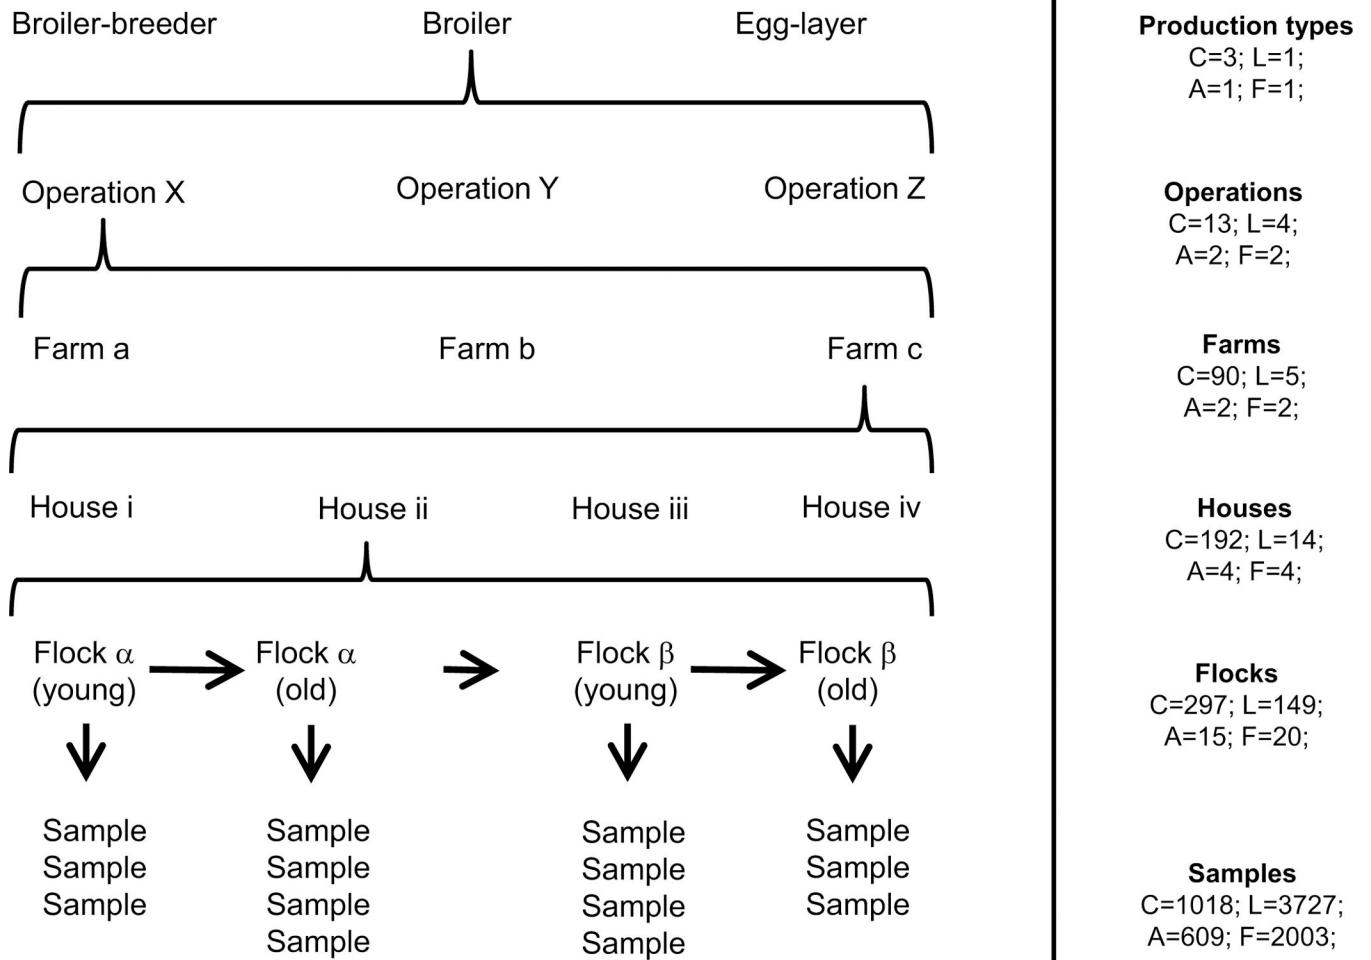 Broiler-breeder Broiler Egg-layer
Operation X Operation Y Operation Z
Farm a Farm b Farm c
House i House ii House iii House iv
Flock α Flock α Flock β Flock β
(young) (old) (young) (old)
Sample Sample Sample Sample
Sample Sample Sample Sample
Sample Sample Sample Sample
Sample Sample
Production types
C=3; L=1;
A=1; F=1;
Operations
C=13; L=4;
A=2; F=2;
Farms
C=90; L=5;
A=2; F=2;
Houses
C=192; L=14;
A=4; F=4;
Flocks
C=297; L=149;
A=15; F=20;
Samples
C=1018; L=3727;
A=609; F=2003;